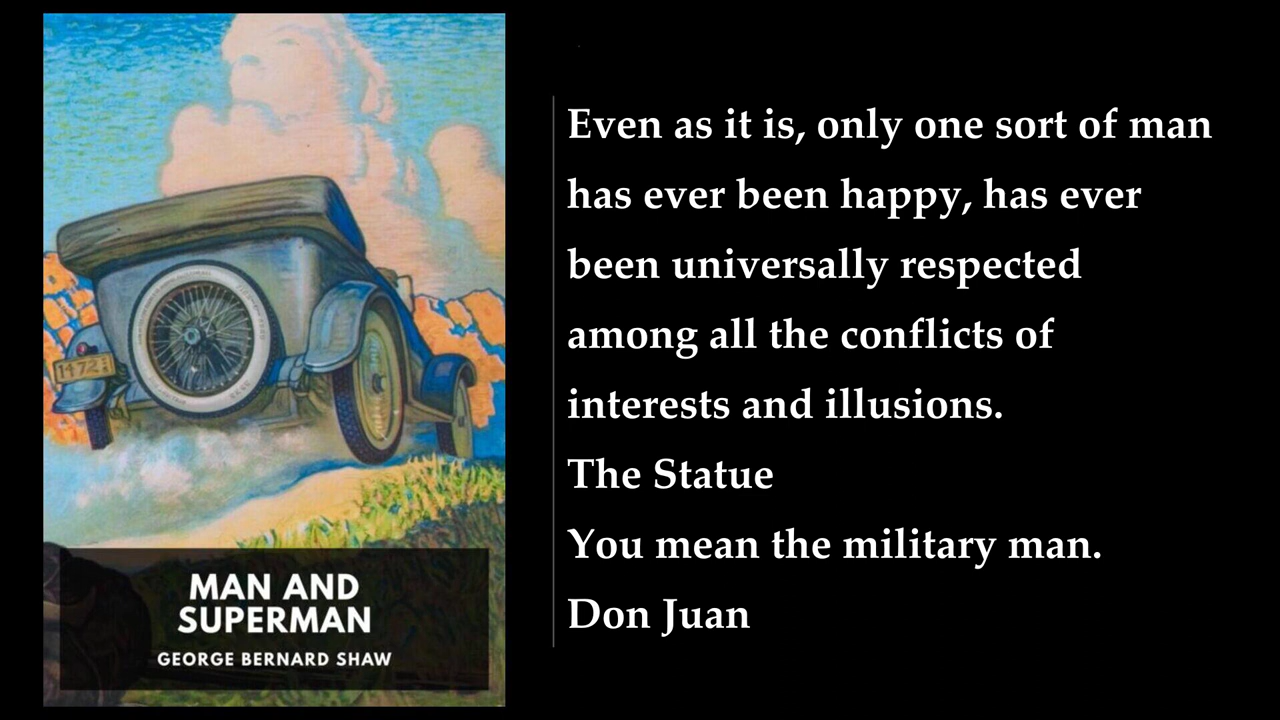 1472
MAN AND
SUPERMAN
GEORGE BERNARD SHAW
Even as it is, only one sort of man
has ever been happy, has ever
been universally respected
among all the conflicts of
interests and illusions.
The Statue
You mean the military man.
Don Juan